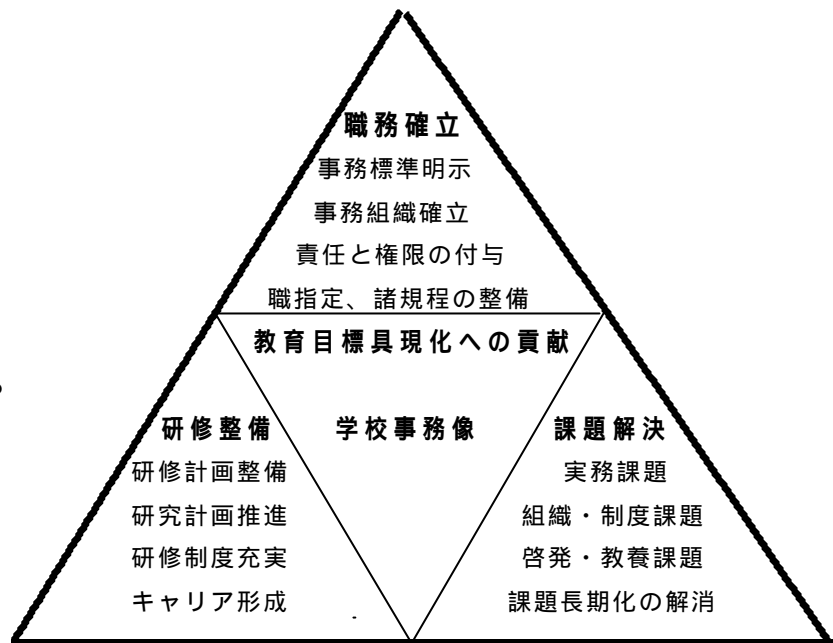 職務確立
事務標準明示
事務組織確立
責任と権限の付与
職指定、諸規程の整備
教育目標具現化への貢献
学校事務像
研修整備
研修計画整備
研究計画推進
研修制度充実
キャリア形成
課題解決
実務課題
組織・制度課題
啓発・教養課題
課題長期化の解消